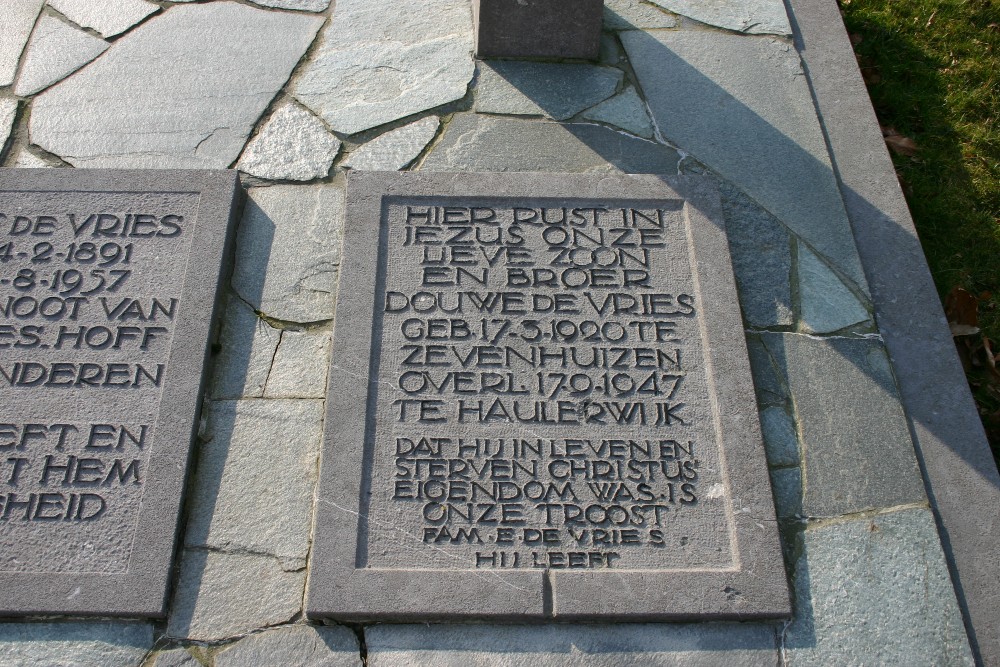 DE VRIES
4-2-1891
-8-1957
NOOT VAN
ES. HOFF
NDEREN
EFT EN
T HEM
GHEID
HIER RUST IN
JEZUS ONZE
LIEVE ZOON
EN BROER
DOUWE DE VRIES
GEB. 17.3.1920 TE
ZEVENHUIZEN
OVERL. 17.9.1947
TE HAULERWIJK
DAT HIJ IN LEVEN EN
STERVEN CHRISTUS'
EIGENDOM WAS. IS
ONZE TROOST
FAM. E. DE VRIES
HIJ LEEFT